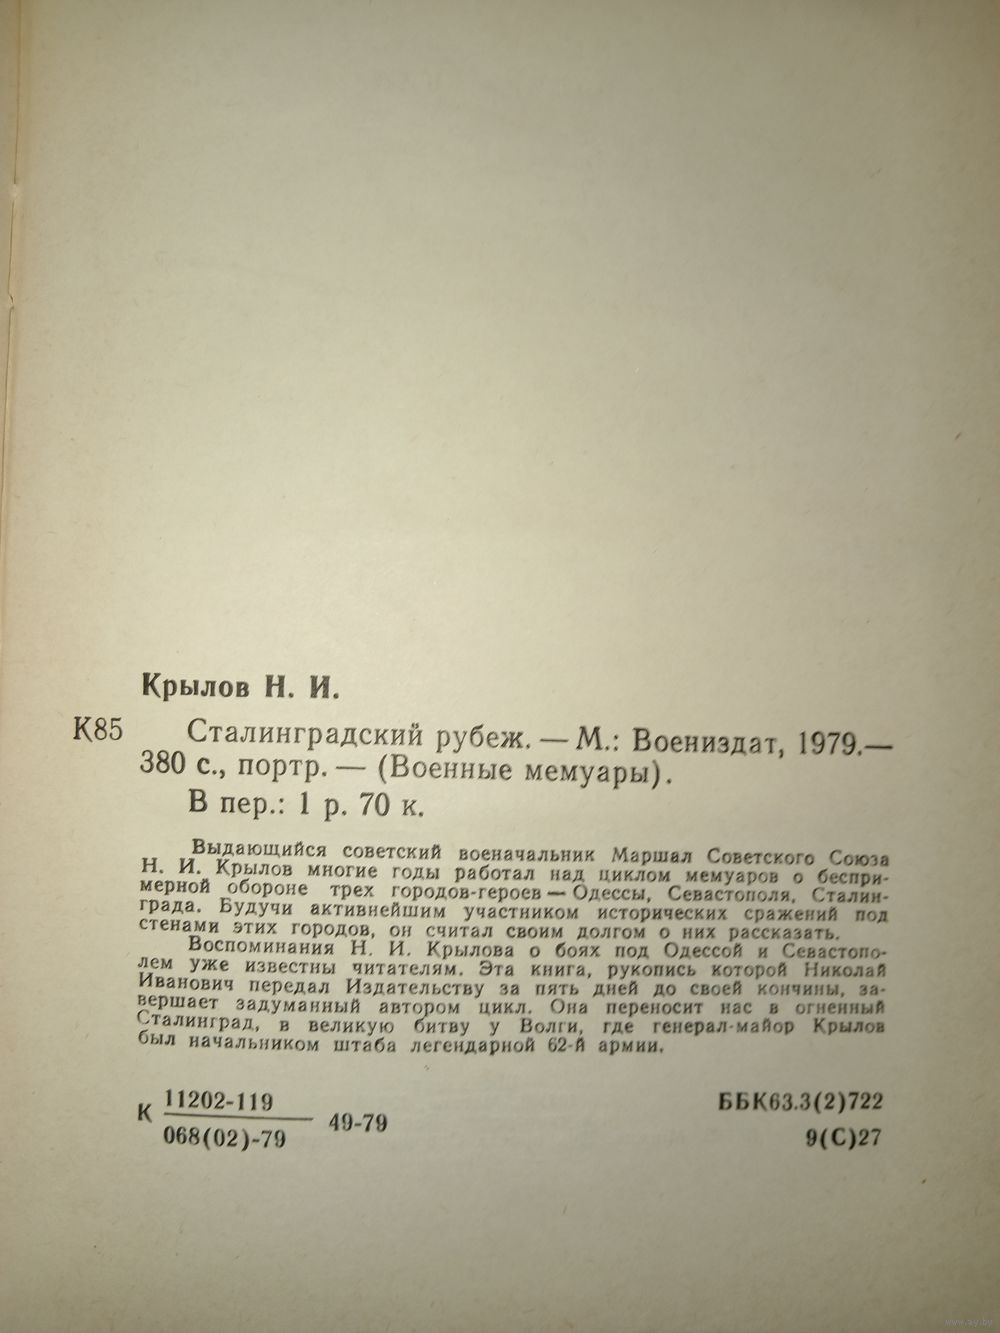 Крылов Н. И.
К85 Сталинградский рубеж. — М.: Воениздат, 1979.—
380 с., портр. — (Военные мемуары).
В пер.: 1 р. 70 к.
Выдающийся советский военачальник Маршал Советского Союза
Н. И. Крылов многие годы работал над циклом мемуаров о беспри-
мерной обороне трех городов-героев — Одессы, Севастополя, Сталин-
града. Будучи активнейшим участником исторических сражений под
стенами этих городов, он считал своим долгом о них рассказать.
Воспоминания Н. И. Крылова о боях под Одессой и Севастопо-
лем уже известны читателям. Эта книга, рукопись которой Николай
Иванович передал Издательству за пять дней до своей кончины, за-
вершает задуманный автором цикл. Она переносит нас в огненный
Сталинград, в великую битву у Волги, где генерал-майор Крылов
был начальником штаба легендарной 62-й армии.
К 11202-119
068(02)-79 49-79
ББК63.3(2)722
9(С)27
www.ay.by